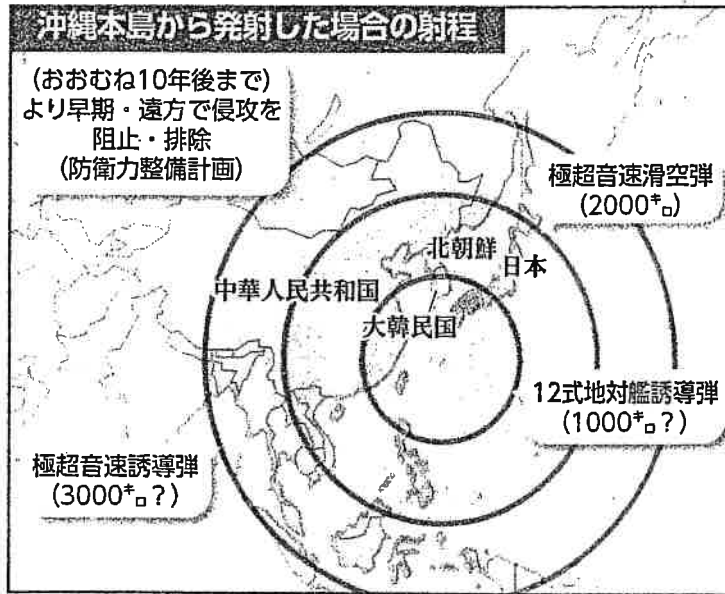 沖縄本島から発射した場合の射程
(おおむね10年後まで)
より早期・遠方で侵攻を
阻止・排除
(防衛力整備計画)
極超音速滑空弾
(2000㌔)
北朝鮮
日本
中華人民共和国
大韓民国
12式地対艦誘導弾
(1000㌔?)
極超音速誘導弾
(3000㌔?)